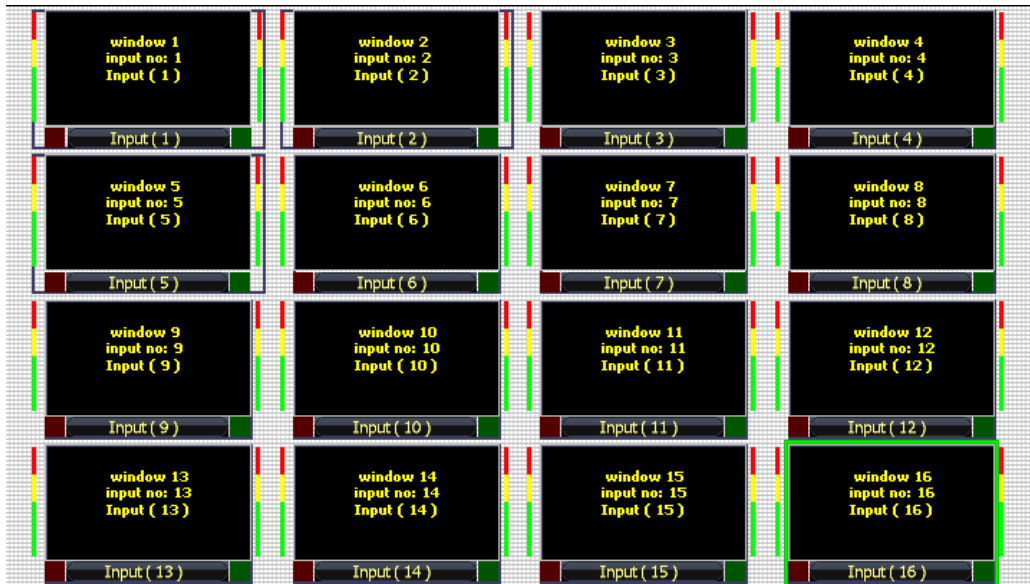 window 1
input no: 1
Input ( 1 )
Input ( 1 )
window 2
input no: 2
Input ( 2 )
Input ( 2 )
window 3
input no: 3
Input ( 3 )
Input ( 3 )
window 4
input no: 4
Input ( 4 )
Input ( 4 )
window 5
input no: 5
Input ( 5 )
Input ( 5 )
window 6
input no: 6
Input ( 6 )
Input ( 6 )
window 7
input no: 7
Input ( 7 )
Input ( 7 )
window 8
input no: 8
Input ( 8 )
Input ( 8 )
window 9
input no: 9
Input ( 9 )
Input ( 9 )
window 10
input no: 10
Input ( 10 )
Input ( 10 )
window 11
input no: 11
Input ( 11 )
Input ( 11 )
window 12
input no: 12
Input ( 12 )
Input ( 12 )
window 13
input no: 13
Input ( 13 )
Input ( 13 )
window 14
input no: 14
Input ( 14 )
Input ( 14 )
window 15
input no: 15
Input ( 15 )
Input ( 15 )
window 16
input no: 16
Input ( 16 )
Input ( 16 )